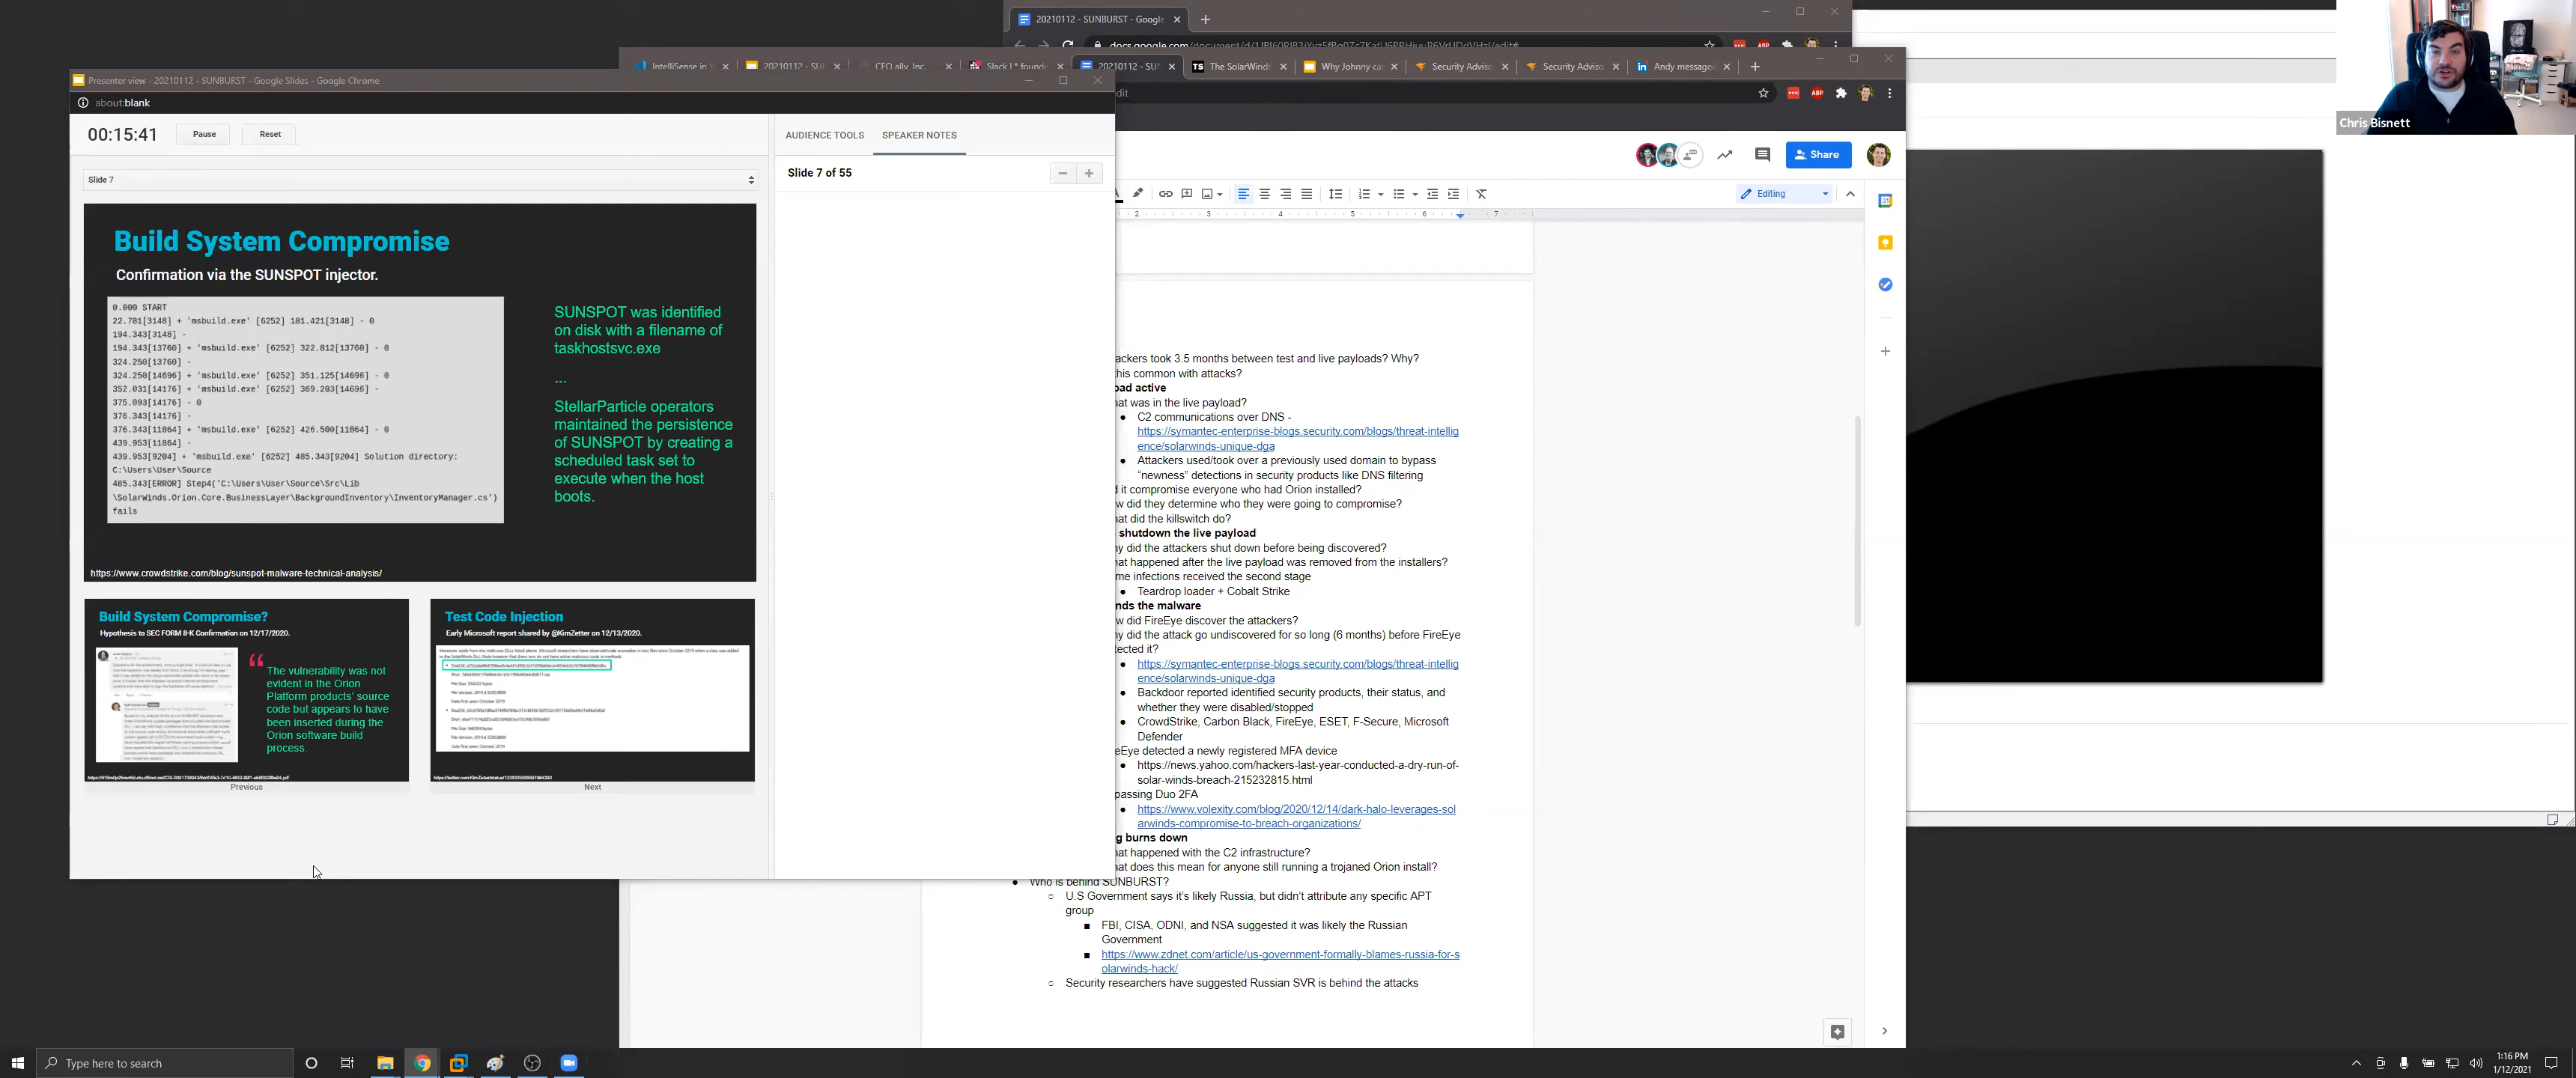 20210112 - SUNBURST - Google
docs.google.com/document/d/
IntelliSense in
20210112 - SU
CFO ally, Inc.
Slack |
20210112 - SU
The SolarWinds
Why Johnny ca
Security Adviso
Security Adviso
Andy message
Presenter view - 20210112 - SUNBURST - Google Slides - Google Chrome
about:blank
dit
Chris Bisnett
00:15:41
Pause
Reset
AUDIENCE TOOLS
SPEAKER NOTES
Slide 7
Slide 7 of 55
Share
Editing
Build System Compromise
Confirmation via the SUNSPOT injector.
0.000 START
22.781[3148] + 'msbuild.exe' [6252] 181.421[3148] - 0
194.343[3148] -
194.343[13760] + 'msbuild.exe' [6252] 322.812[13760] - 0
324.250[13760] -
324.250[14696] + 'msbuild.exe' [6252] 351.125[14696] - 0
352.031[14176] + 'msbuild.exe' [6252] 369.203[14696] -
375.093[14176] - 0
376.343[14176] -
376.343[11864] + 'msbuild.exe' [6252] 426.500[11864] - 0
439.953[11864] -
439.953[9204] + 'msbuild.exe' [6252] 485.343[9204] Solution directory:
C:\Users\User\Source
485.343[ERROR] Step4('C:\Users\User\Source\Src\Lib
\SolarWinds.Orion.Core.BusinessLayer\BackgroundInventory\InventoryManager.cs')
fails
SUNSPOT was identified
on disk with a filename of
taskhostsvc.exe
...
StellarParticle operators
maintained the persistence
of SUNSPOT by creating a
scheduled task set to
execute when the host
boots.
https://www.crowdstrike.com/blog/sunspot-malware-technical-analysis/
Build System Compromise?
Hypothesis to SEC FORM 8-K Confirmation on 12/17/2020.
“ The vulnerability was not
evident in the Orion
Platform products' source
code but appears to have
been inserted during the
Orion software build
process.
Previous
Test Code Injection
Early Microsoft report shared by @KimZetter on 12/13/2020.
Next
ackers took 3.5 months between test and live payloads? Why?
this common with attacks?
oad active
hat was in the live payload?
● C2 communications over DNS -
https://symantec-enterprise-blogs.security.com/blogs/threat-intellig
ence/solarwinds-unique-dga
● Attackers used/took over a previously used domain to bypass
“newness” detections in security products like DNS filtering
d it compromise everyone who had Orion installed?
w did they determine who they were going to compromise?
hat did the killswitch do?
shutdown the live payload
hy did the attackers shut down before being discovered?
hat happened after the live payload was removed from the installers?
me infections received the second stage
● Teardrop loader + Cobalt Strike
nds the malware
w did FireEye discover the attackers?
hy did the attack go undiscovered for so long (6 months) before FireEye
tected it?
● https://symantec-enterprise-blogs.security.com/blogs/threat-intellig
ence/solarwinds-unique-dga
● Backdoor reported identified security products, their status, and
whether they were disabled/stopped
● CrowdStrike, Carbon Black, FireEye, ESET, F-Secure, Microsoft
Defender
eEye detected a newly registered MFA device
● https://news.yahoo.com/hackers-last-year-conducted-a-dry-run-of-
solar-winds-breach-215232815.html
passing Duo 2FA
● https://www.volexity.com/blog/2020/12/14/dark-halo-leverages-sol
arwinds-compromise-to-breach-organizations/
g burns down
hat happened with the C2 infrastructure?
hat does this mean for anyone still running a trojaned Orion install?
● Who is behind SUNBURST?
○ U.S Government says it's likely Russia, but didn't attribute any specific APT
group
■ FBI, CISA, ODNI, and NSA suggested it was likely the Russian
Government
■ https://www.zdnet.com/article/us-government-formally-blames-russia-for-s
olarwinds-hack/
○ Security researchers have suggested Russian SVR is behind the attacks
Type here to search
1:16 PM
1/12/2021